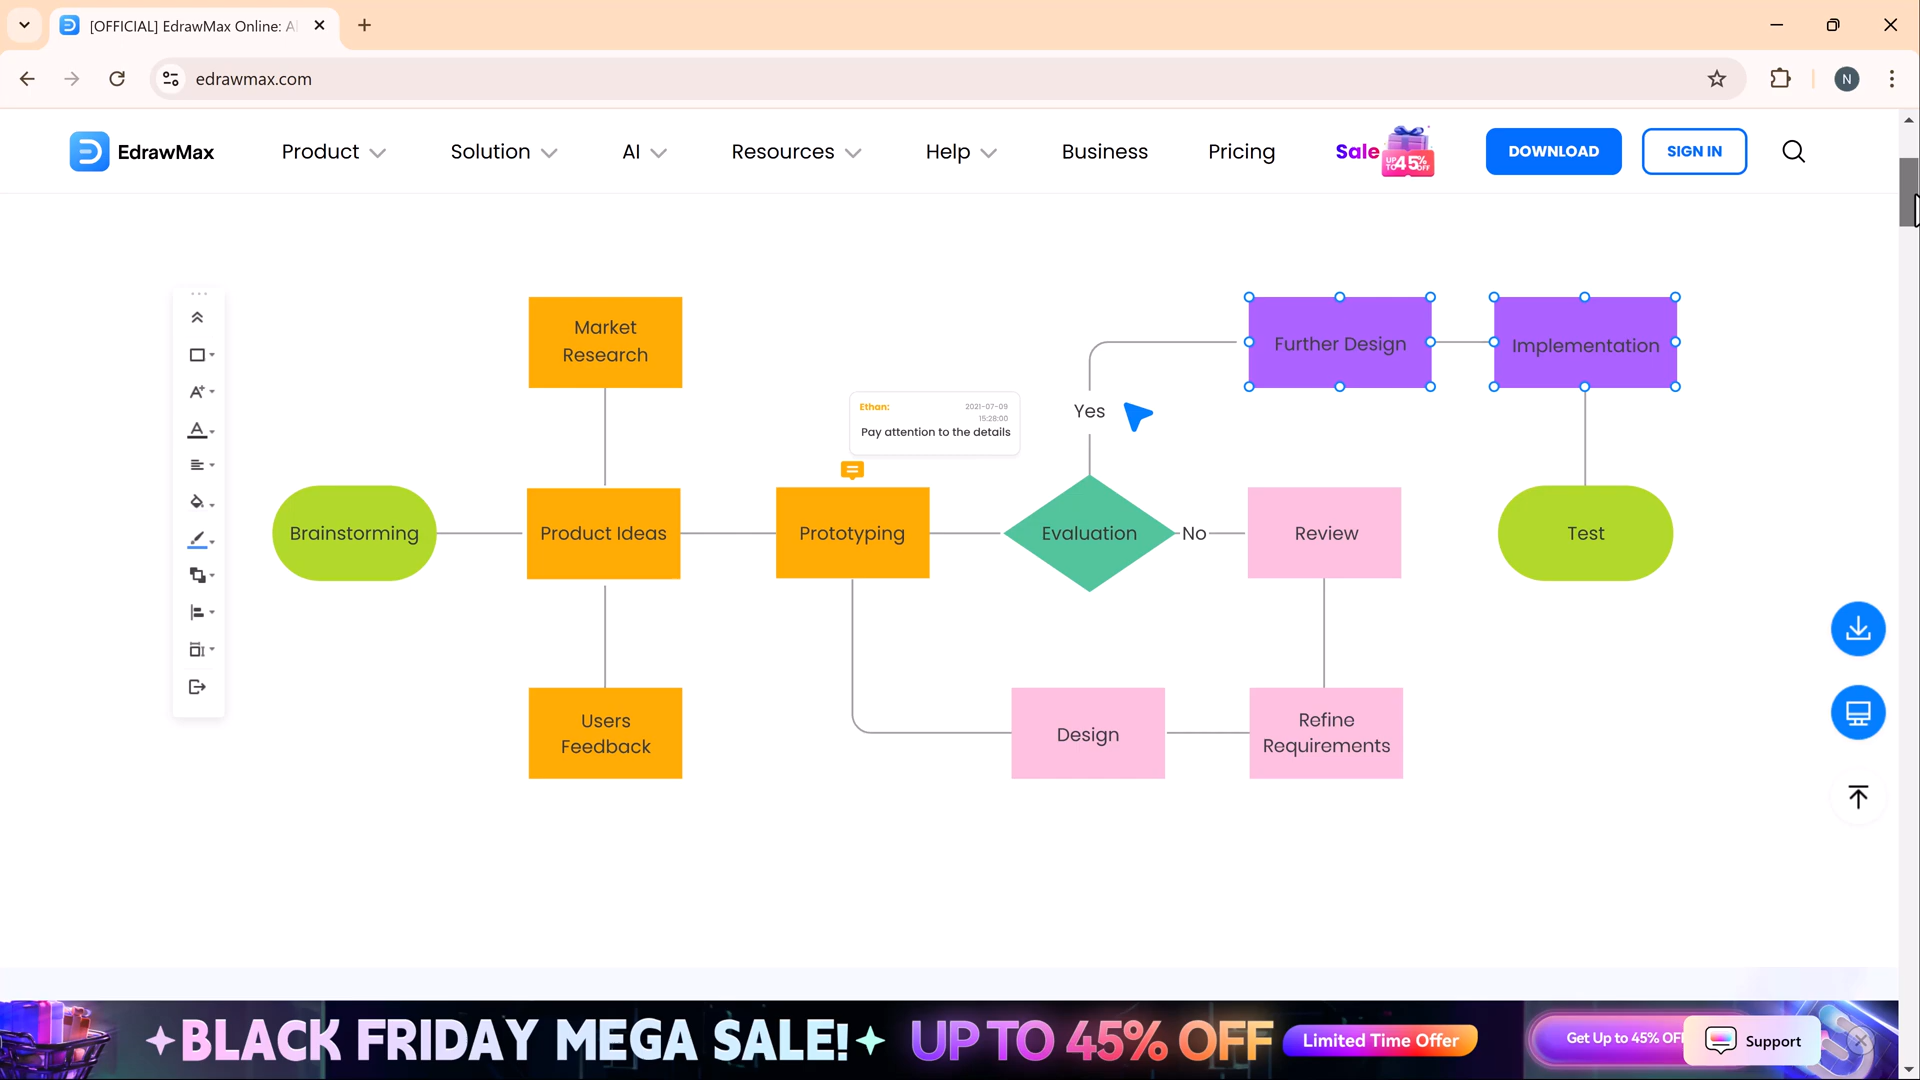 [OFFICIAL] EdrawMax Online: A
edrawmax.com
N
EdrawMax
Product
Solution
AI
Resources
Help
Business
Pricing
Sale
UP TO 45% OFF
DOWNLOAD
SIGN IN
Market
Research
Further Design
Implementation
Ethan:
2021-07-09
15:28:00
Pay attention to the details
Yes
Brainstorming
Product Ideas
Prototyping
Evaluation
No
Review
Test
Users
Feedback
Design
Refine
Requirements
BLACK FRIDAY MEGA SALE!
UP TO 45% OFF
Limited Time Offer
Get Up to 45% OF
Support